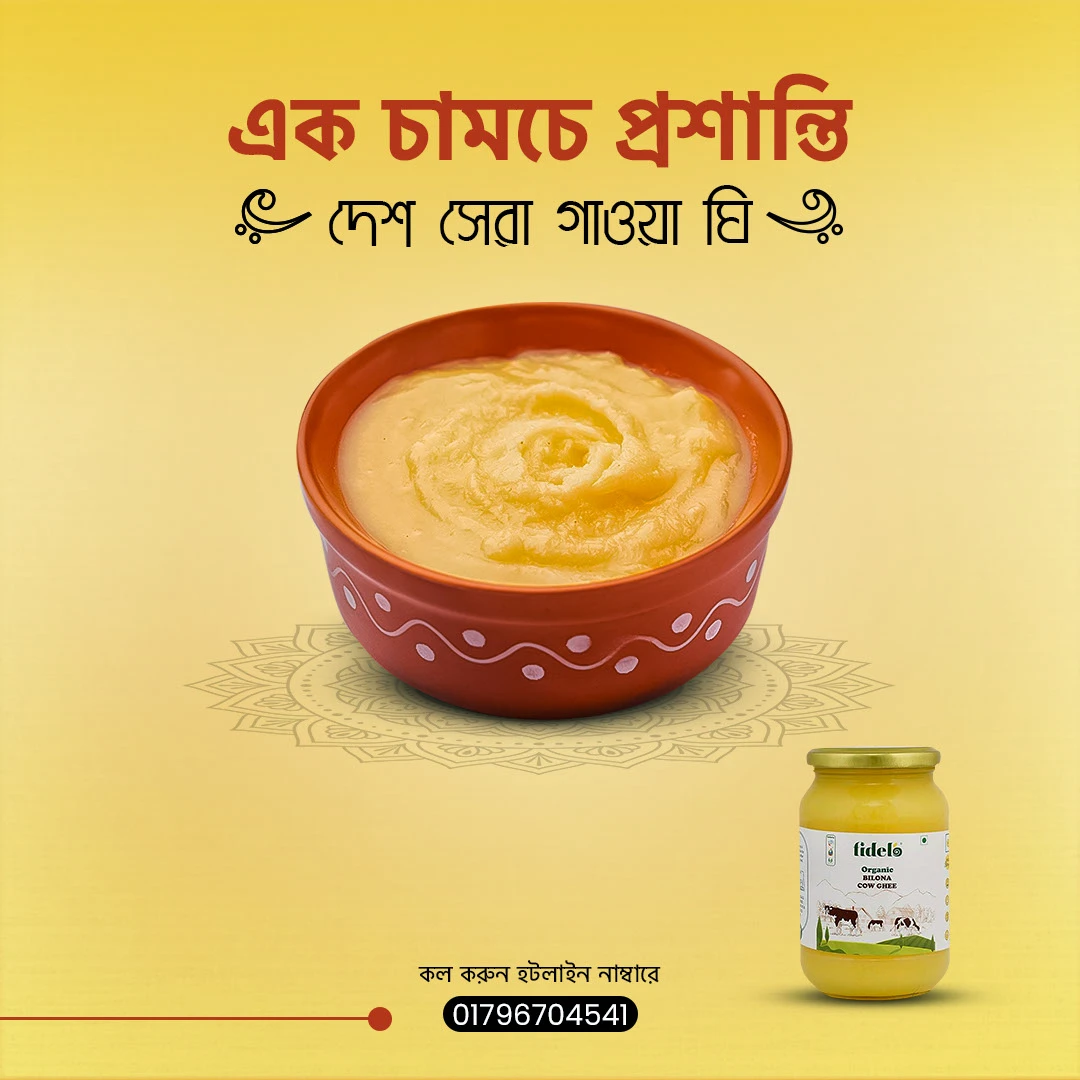 এক চামচে প্রশান্তি
দেশ সেরা গাওয়া ঘি
fidelo
Organic
BILONA
COW GHEE
কল করুন হটলাইন নাম্বারে
01796704541